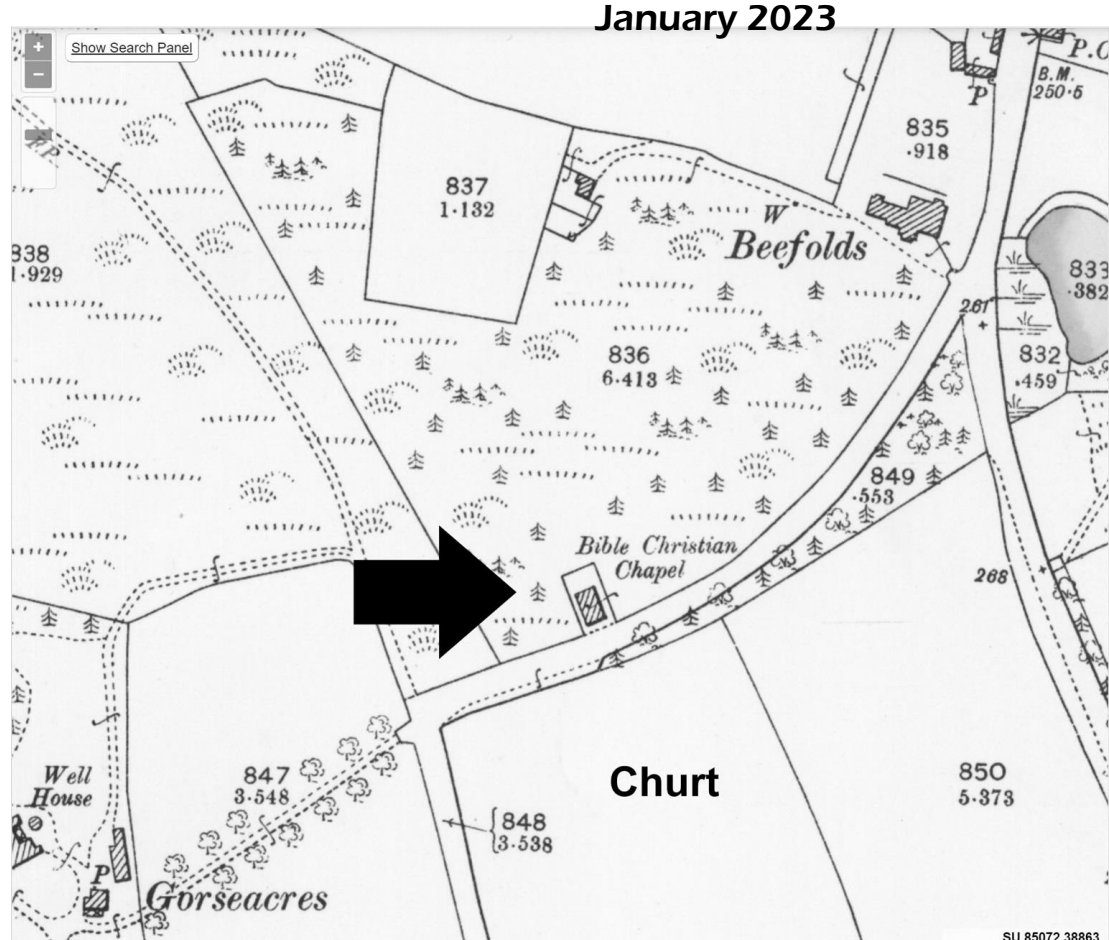 January 2023
+
Show Search Panel
−
P.O
B.M.
250·5
P
835
·918
F.P.
837
1·132
W
Beefolds
838
1·929
833
·382
261
836
6·413
832
·459
849
·553
Bible Christian
Chapel
268
Well
House
847
3·548
Churt
850
5·373
848
3·538
P
Gorseacres
SU 85072 38863